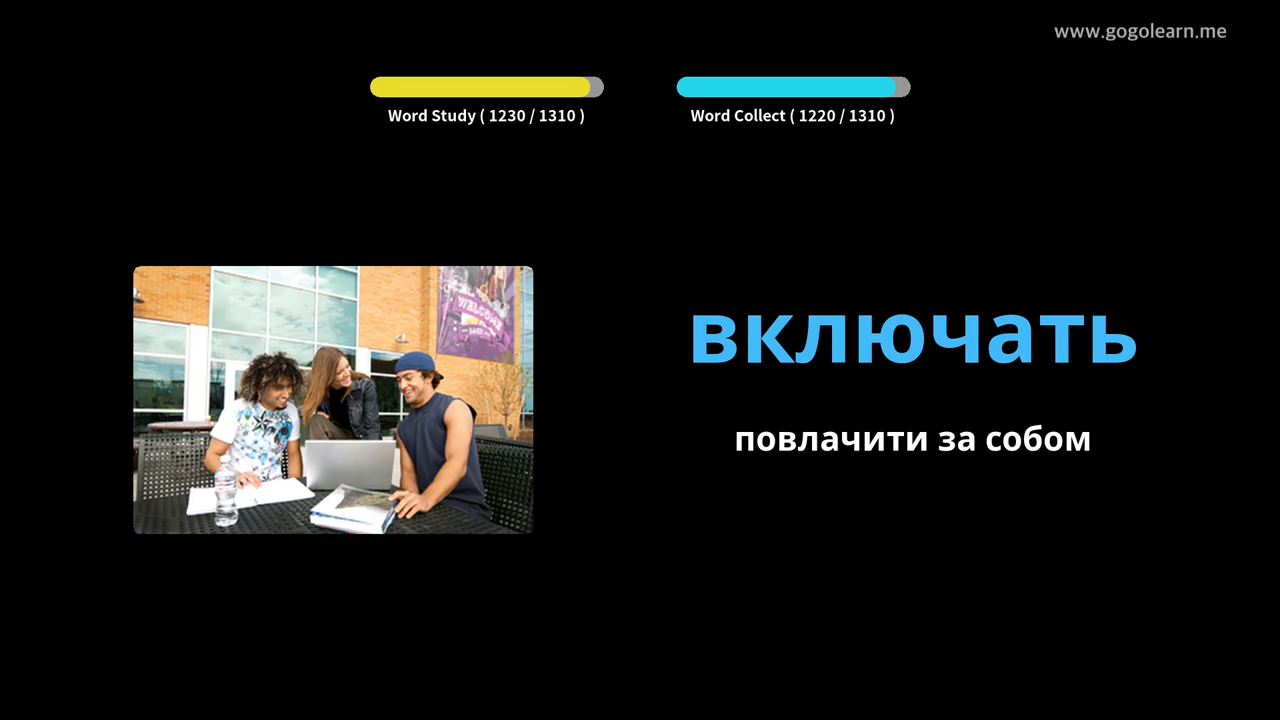 www.gogolearn.me
Word Study ( 1230 / 1310 )
Word Collect ( 1220 / 1310 )
включать
повлачити за собом